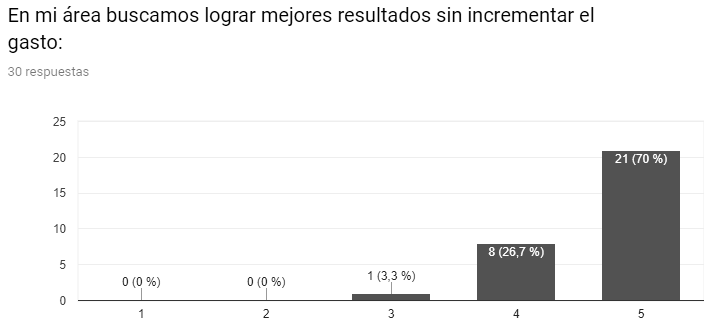 En mi área buscamos lograr mejores resultados sin incrementar el
gasto:
30 respuestas
25
20
15
10
5
0
0 (0 %)
0 (0 %)
1 (3,3 %)
8 (26,7 %)
21 (70 %)
1
2
3
4
5